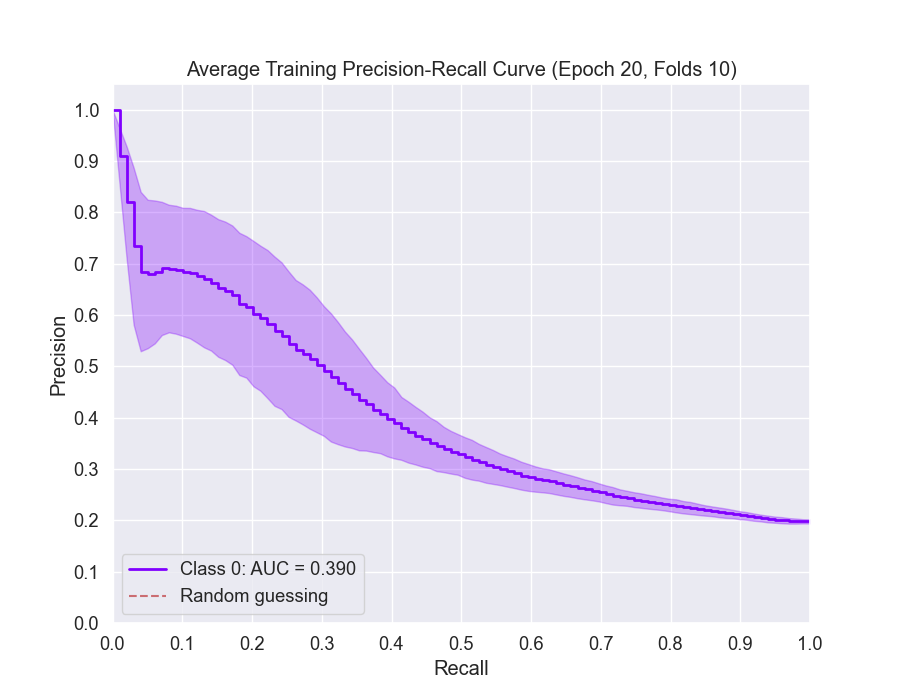 Average Training Precision-Recall Curve (Epoch 20, Folds 10)
Precision
1.0
0.9
0.8
0.7
0.6
0.5
0.4
0.3
0.2
0.1
0.0
Class 0: AUC = 0.390
Random guessing
0.0 0.1 0.2 0.3 0.4 0.5 0.6 0.7 0.8 0.9 1.0
Recall